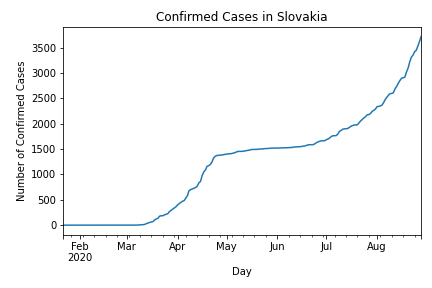 Confirmed Cases in Slovakia
Number of Confirmed Cases
3500
3000
2500
2000
1500
1000
500
0
Feb Mar Apr May Jun Jul Aug
2020
Day